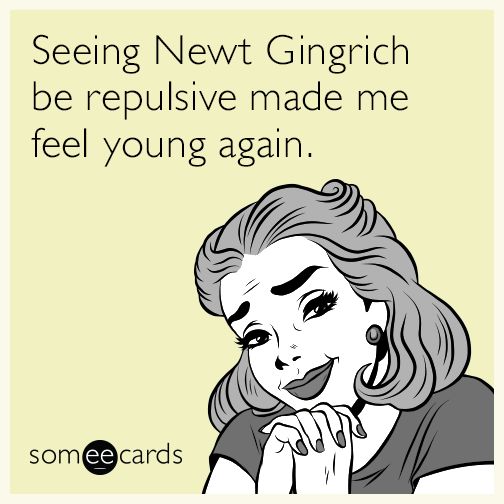 Seeing Newt Gingrich
be repulsive made me
feel young again.
someecards